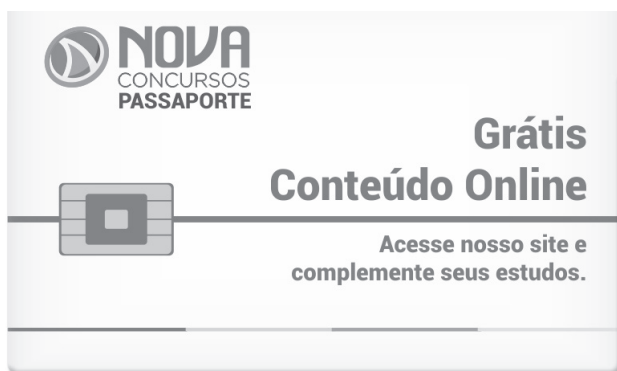 NOVA
CONCURSOS
PASSAPORTE
Grátis
Conteúdo Online
Acesse nosso site e
complemente seus estudos.